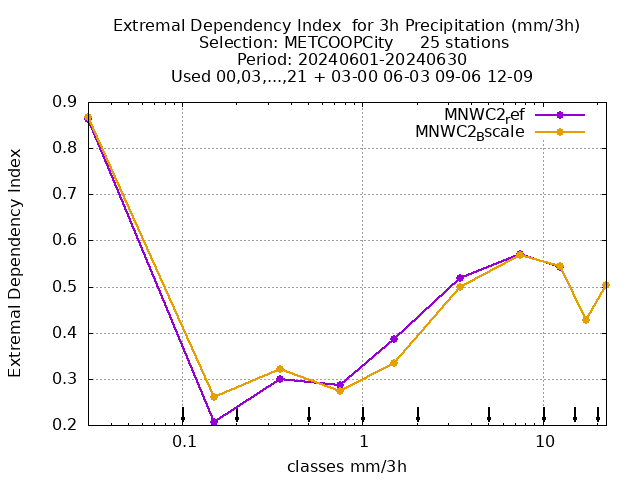 Extremal Dependency Index  for 3h Precipitation (mm/3h)
Selection: METCOOPCity     25 stations
Period: 20240601-20240630
Used 00,03,...,21 + 03-00 06-03 09-06 12-09
MNWC2ref
MNWC2Bscale
Extremal Dependency Index
0.9
0.8
0.7
0.6
0.5
0.4
0.3
0.2
0.1 1 10
classes mm/3h